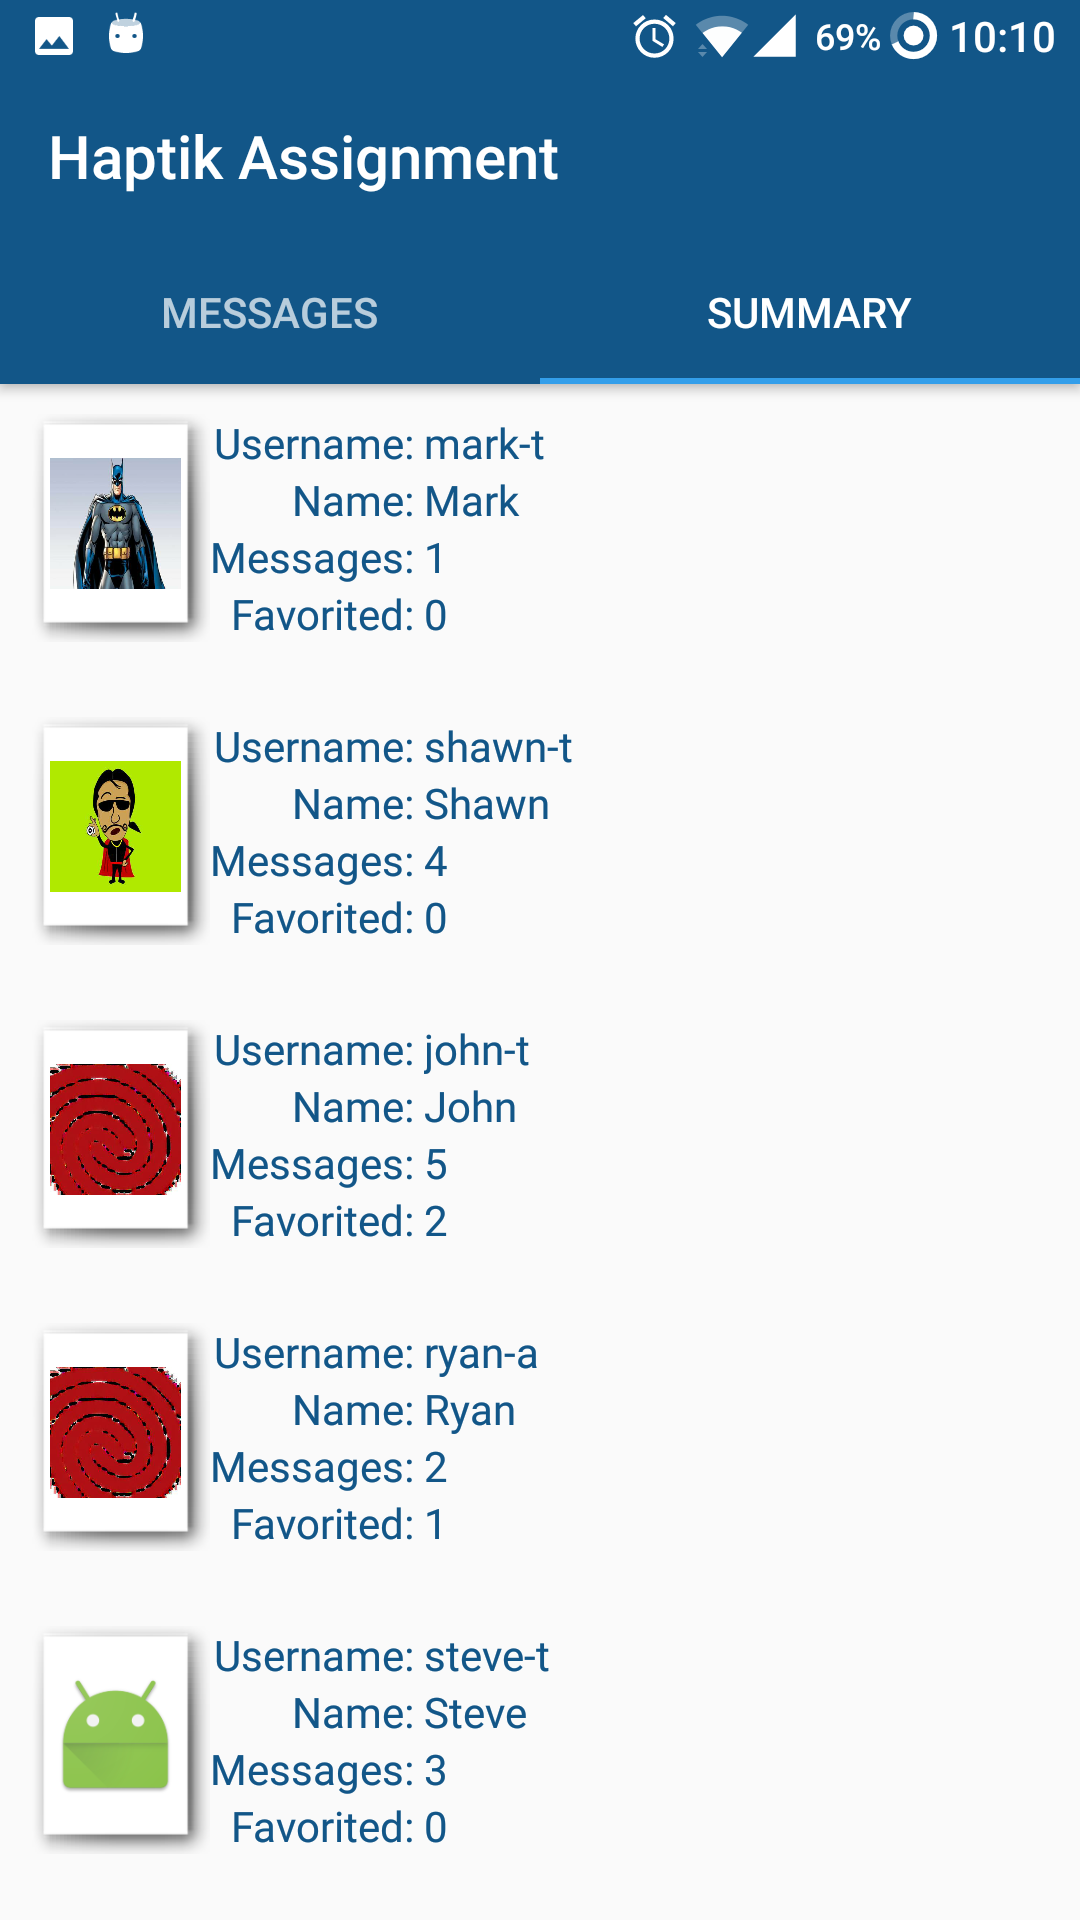 69% 10:10
Haptik Assignment
MESSAGES SUMMARY
Username: mark-t
Name: Mark
Messages: 1
Favorited: 0
Username: shawn-t
Name: Shawn
Messages: 4
Favorited: 0
Username: john-t
Name: John
Messages: 5
Favorited: 2
Username: ryan-a
Name: Ryan
Messages: 2
Favorited: 1
Username: steve-t
Name: Steve
Messages: 3
Favorited: 0